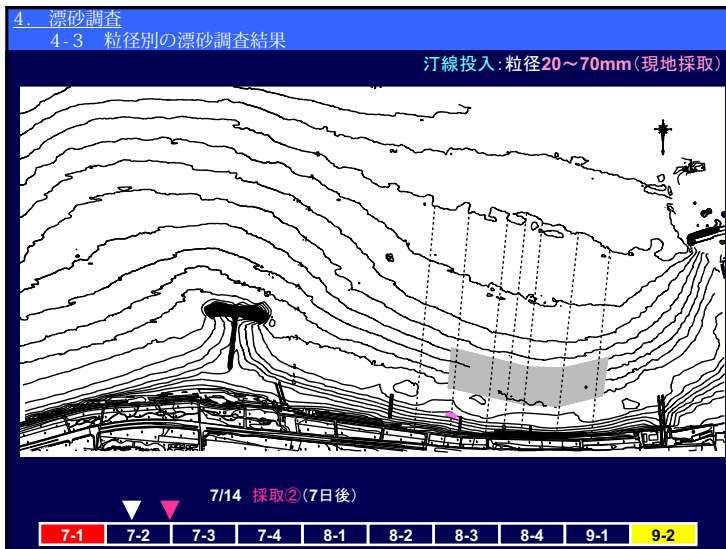 4. 漂砂調査
4-3 粒径別の漂砂調査結果
汀線投入：粒径20～70mm（現地採取）
7/14 採取②（7日後）
7-1 7-2 7-3 7-4 8-1 8-2 8-3 8-4 9-1 9-2